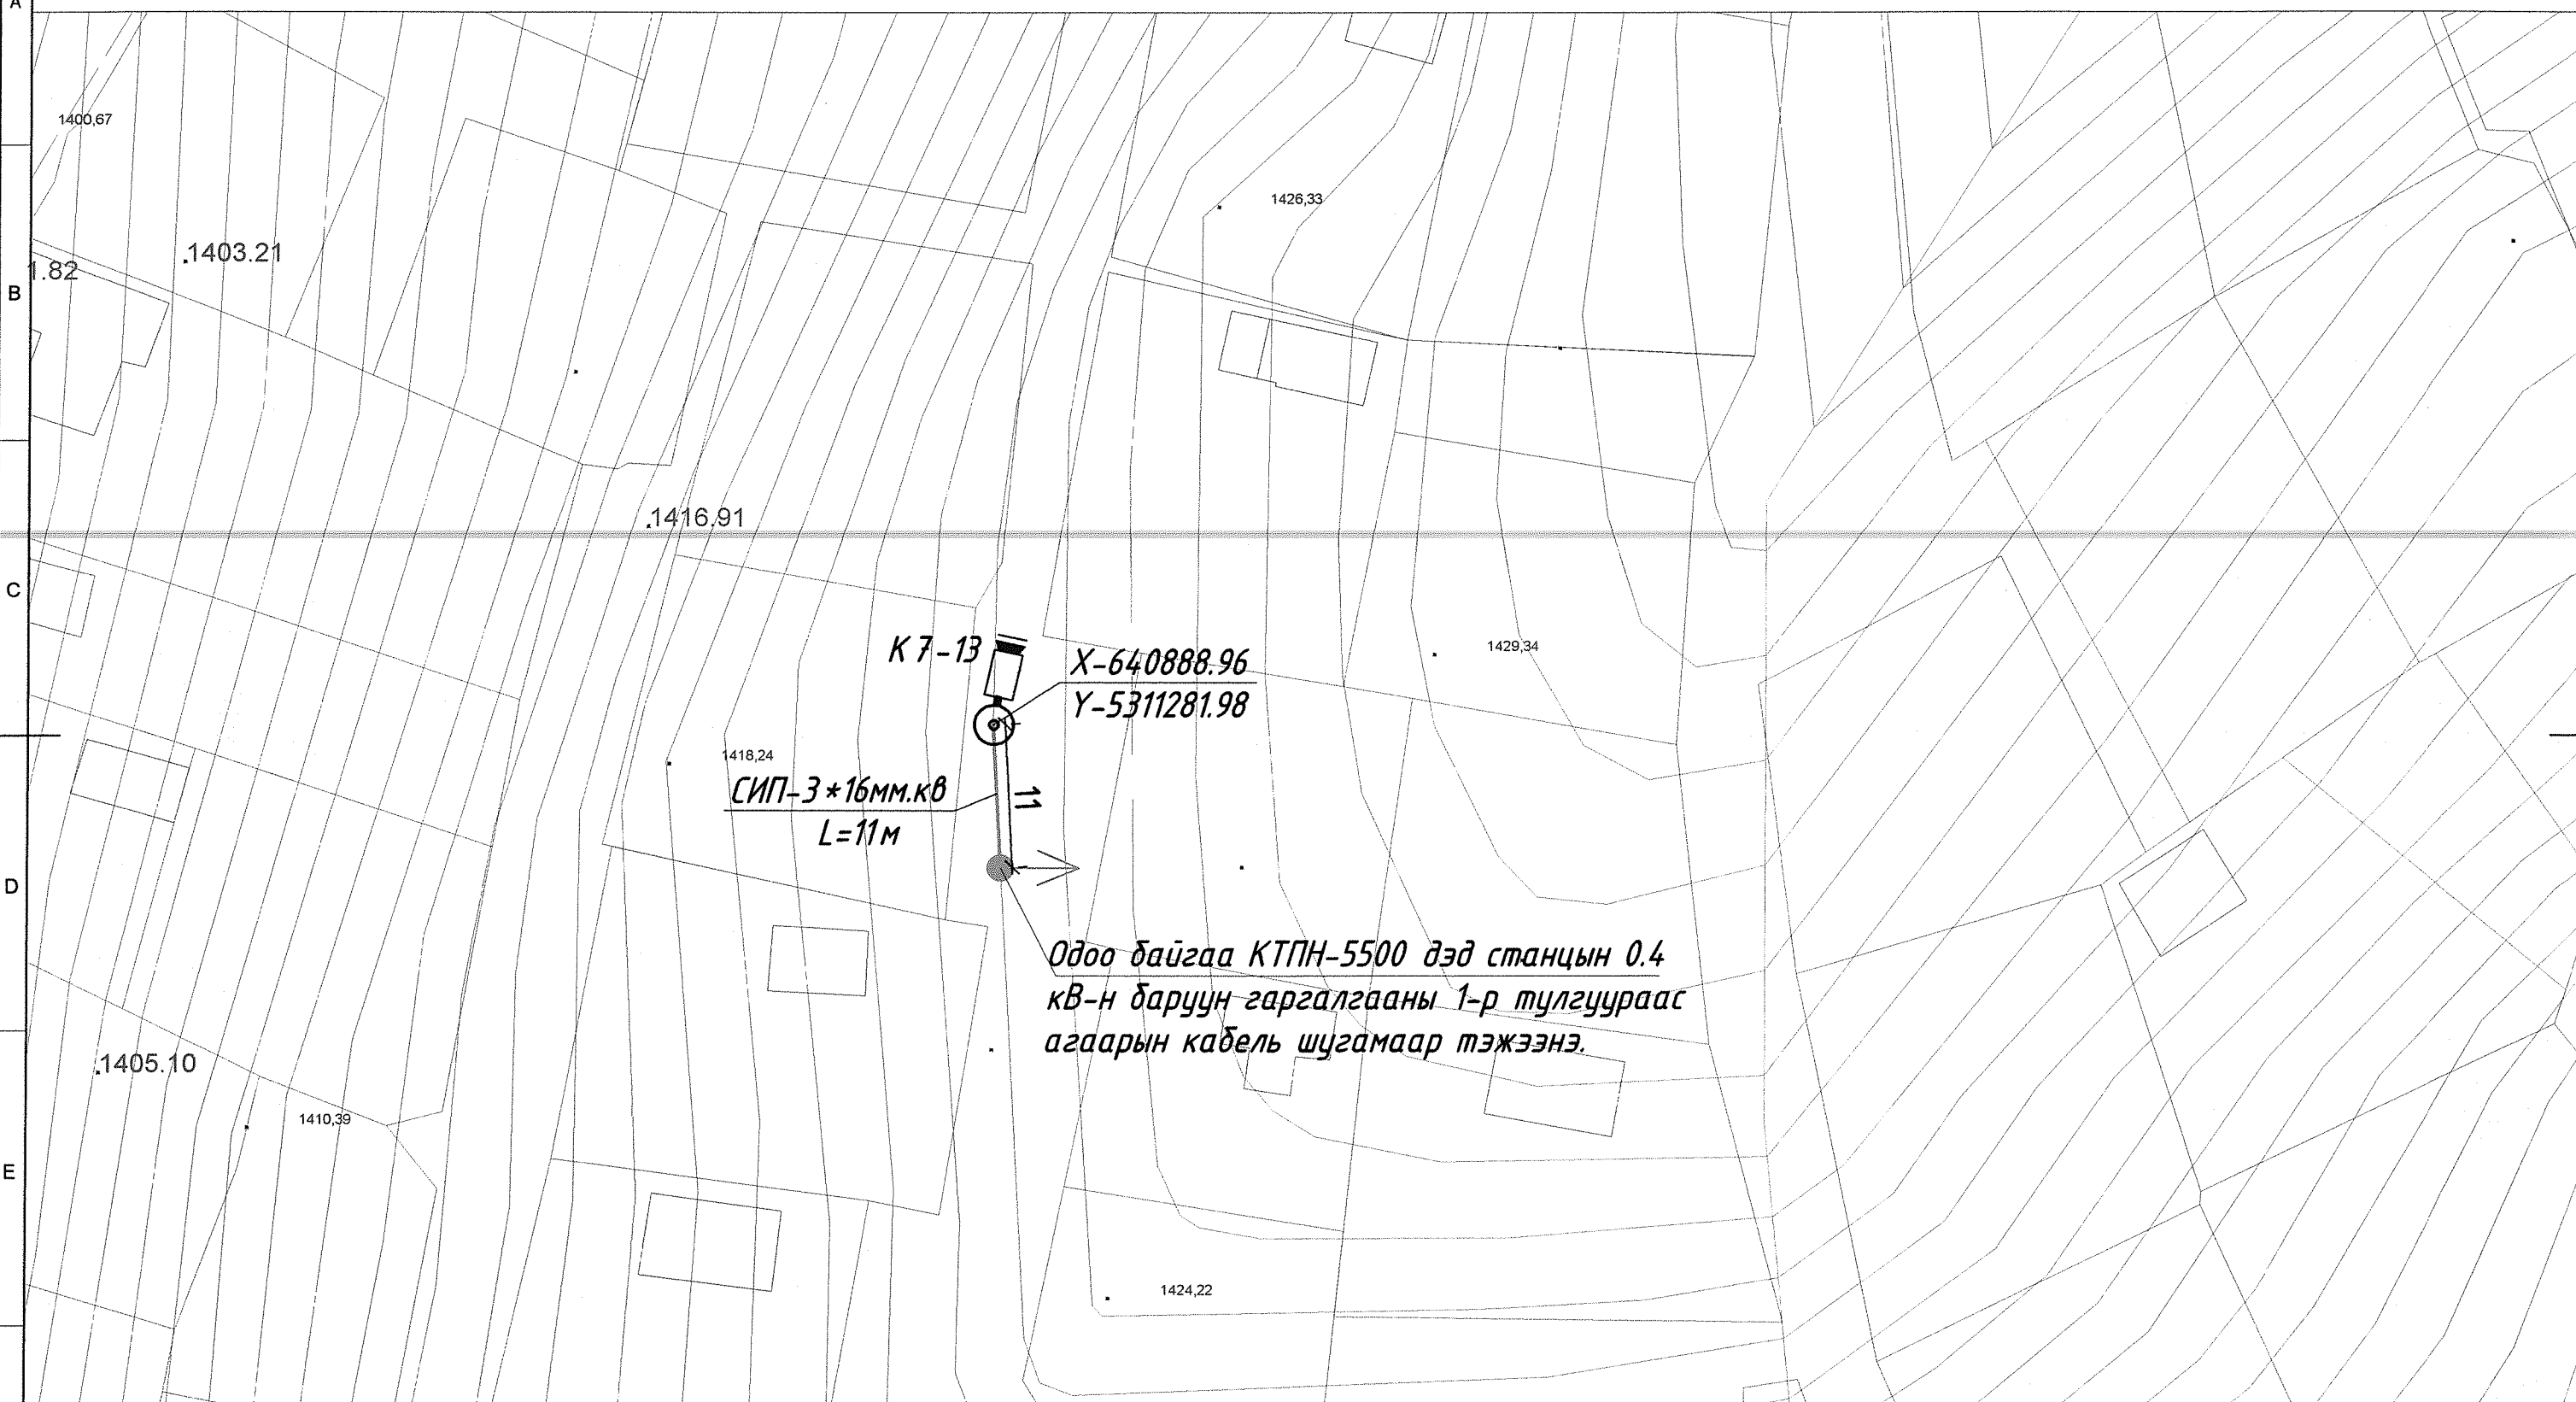 A
1400,67
1426,33
B
.1403.21
1.82
.1416.91
C
К7-13
X-640888.96
Y-5311281.98
1429,34
1418,24
СИП-3*16мм.кв
L=11м
11
D
Одоо байгаа КТПН-5500 дэд станцын 0.4
кВ-н баруун гаргалгааны 1-р тулгуураас
агаарын кабель шугамаар тэжээнэ.
.1405.10
1410,39
E
1424,22